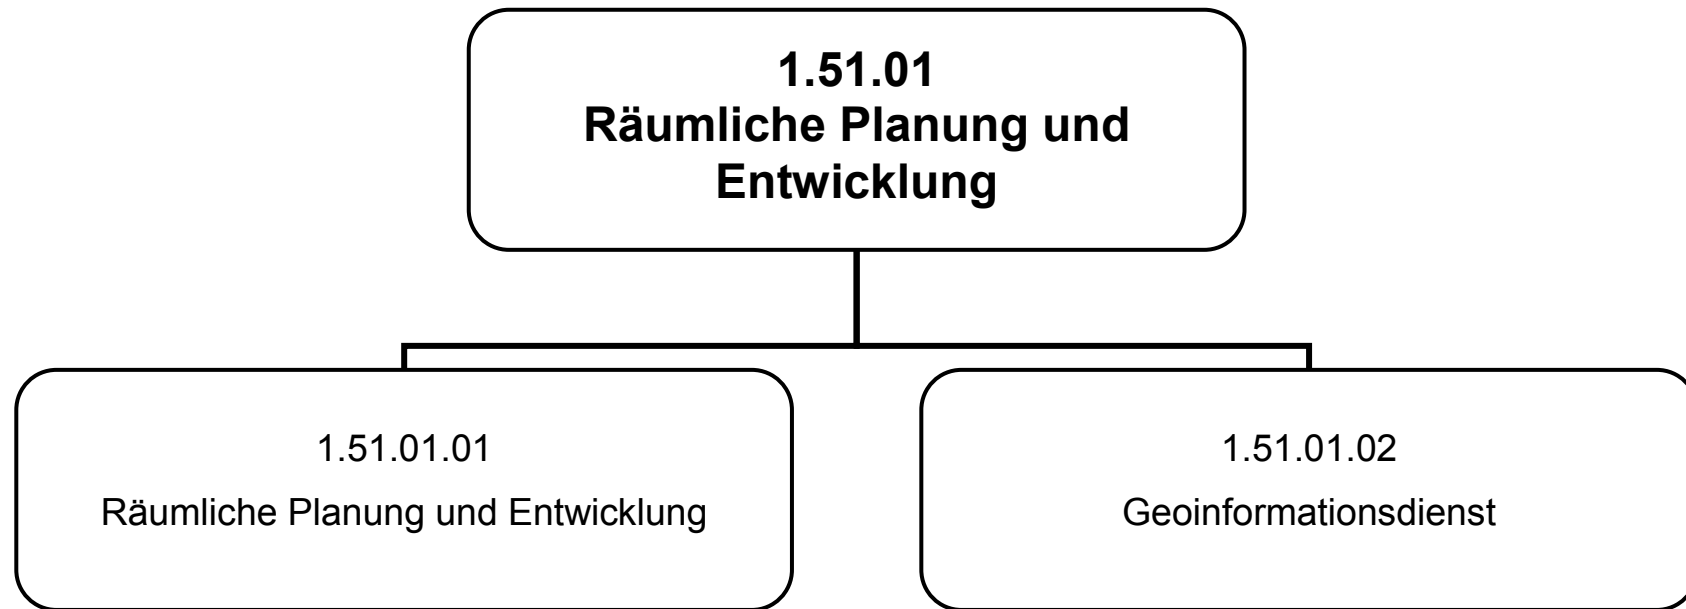 1.51.01
Räumliche Planung und
Entwicklung
1.51.01.01
Räumliche Planung und Entwicklung
1.51.01.02
Geoinformationsdienst